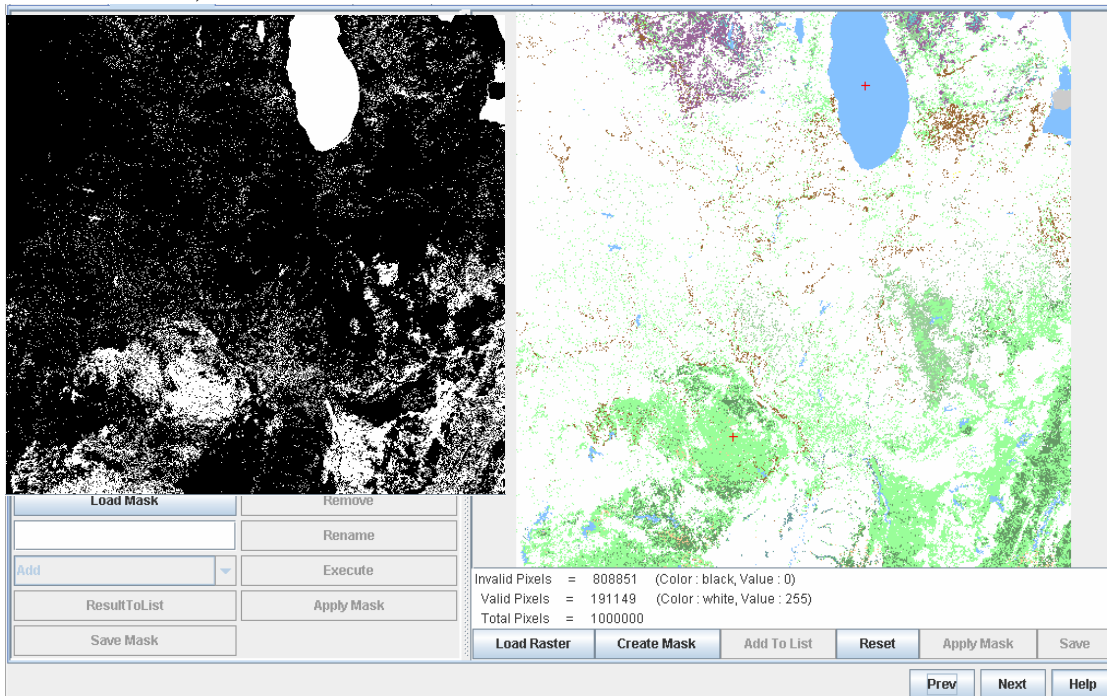 Load Mask
Remove
Rename
Add
Execute
ResultToList
Apply Mask
Save Mask
Invalid Pixels = 808851 (Color : black, Value : 0)
Valid Pixels = 191149 (Color : white, Value : 255)
Total Pixels = 1000000
Load Raster
Create Mask
Add To List
Reset
Apply Mask
Save
Prev
Next
Help